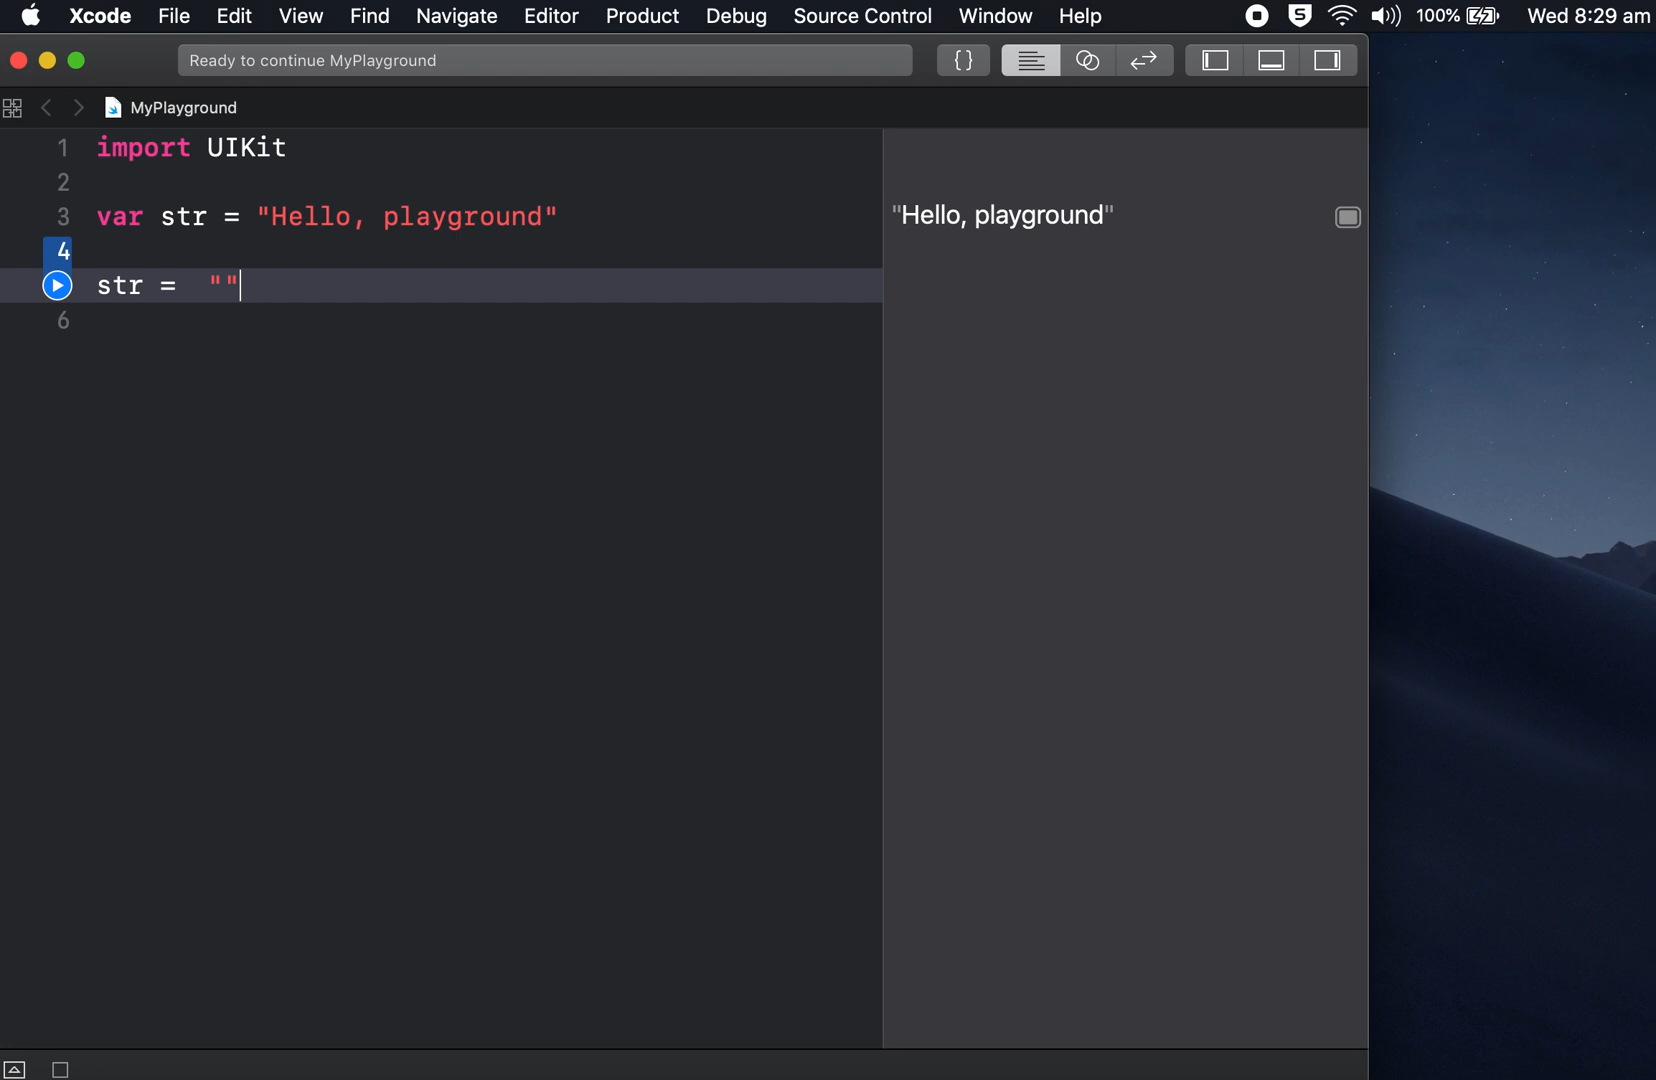 Xcode File Edit View Find Navigate Editor Product Debug Source Control Window Help 5 100% Wed 8:29 am
Ready to continue MyPlayground {}
MyPlayground
1 import UIKit
2
3 var str = "Hello, playground" "Hello, playground"
4
str = ""
6